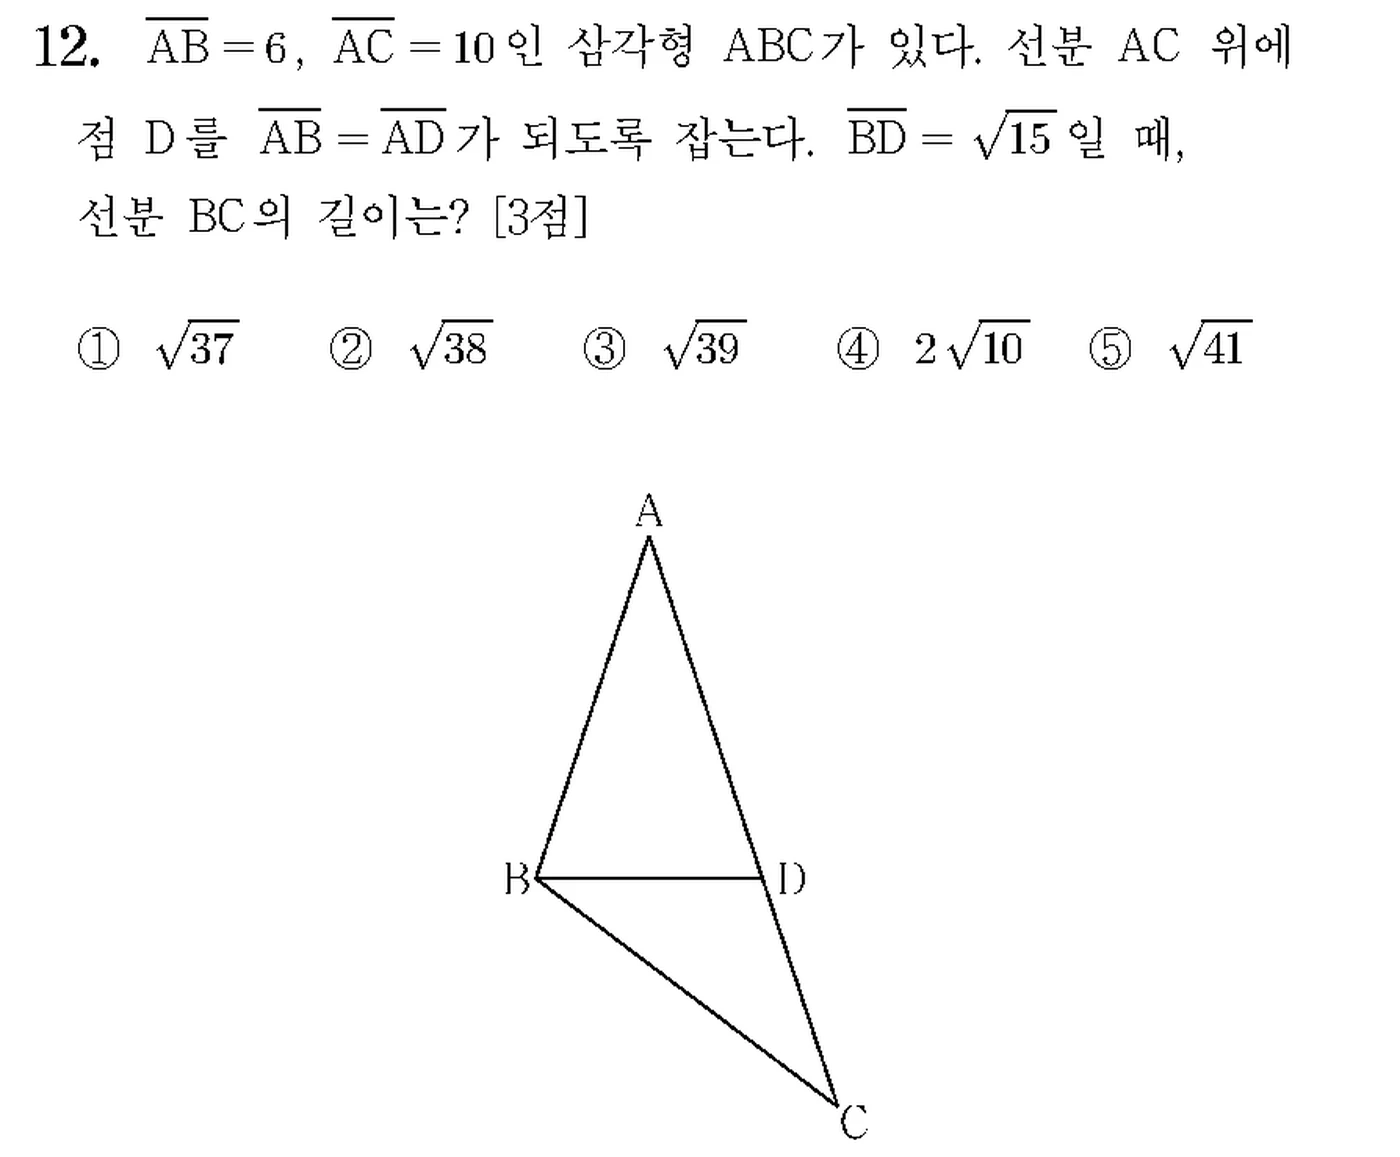 12. AB = 6, AC = 10인 삼각형 ABC가 있다. 선분 AC 위에
점 D를 AB = AD가 되도록 잡는다. BD = √15 일 때,
선분 BC의 길이는? [3점]
① √37 ② √38 ③ √39 ④ 2√10 ⑤ √41
A
B D
C